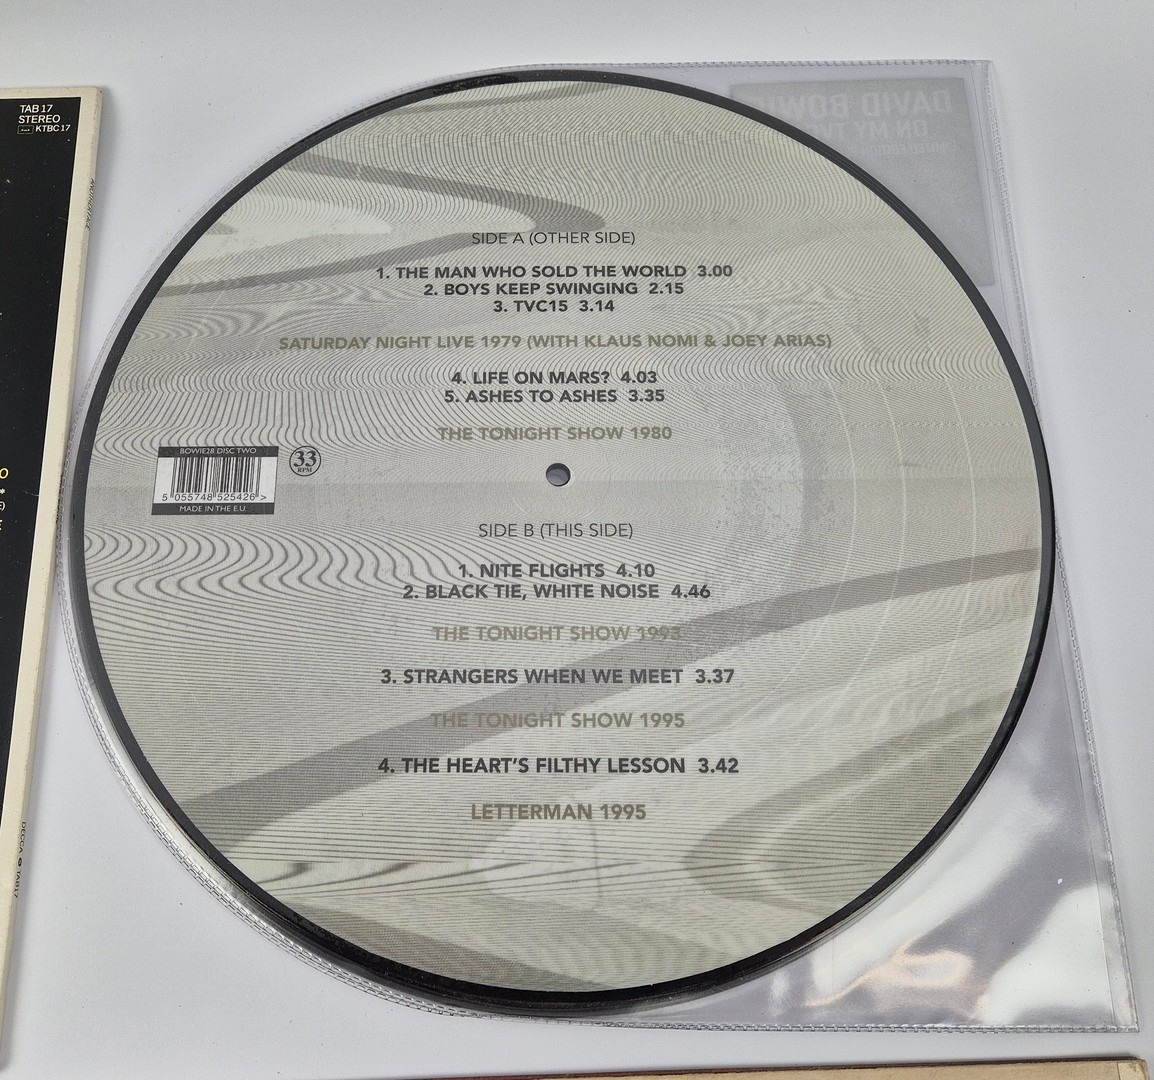 TAB 17
STEREO
KTBC 17
DAVID BOWIE
ON MY TVC
LIMITED EDITION
SIDE A (OTHER SIDE)
1. THE MAN WHO SOLD THE WORLD 3.00
2. BOYS KEEP SWINGING 2.15
3. TVC15 3.14
SATURDAY NIGHT LIVE 1979 (WITH KLAUS NOMI & JOEY ARIAS)
4. LIFE ON MARS? 4.03
5. ASHES TO ASHES 3.35
THE TONIGHT SHOW 1980
BOWIE28 DISC TWO
5 055748 525426 >
MADE IN THE E.U.
33
RPM
SIDE B (THIS SIDE)
1. NITE FLIGHTS 4.10
2. BLACK TIE, WHITE NOISE 4.46
THE TONIGHT SHOW 1993
3. STRANGERS WHEN WE MEET 3.37
THE TONIGHT SHOW 1995
4. THE HEART'S FILTHY LESSON 3.42
LETTERMAN 1995
DECCA TAB17